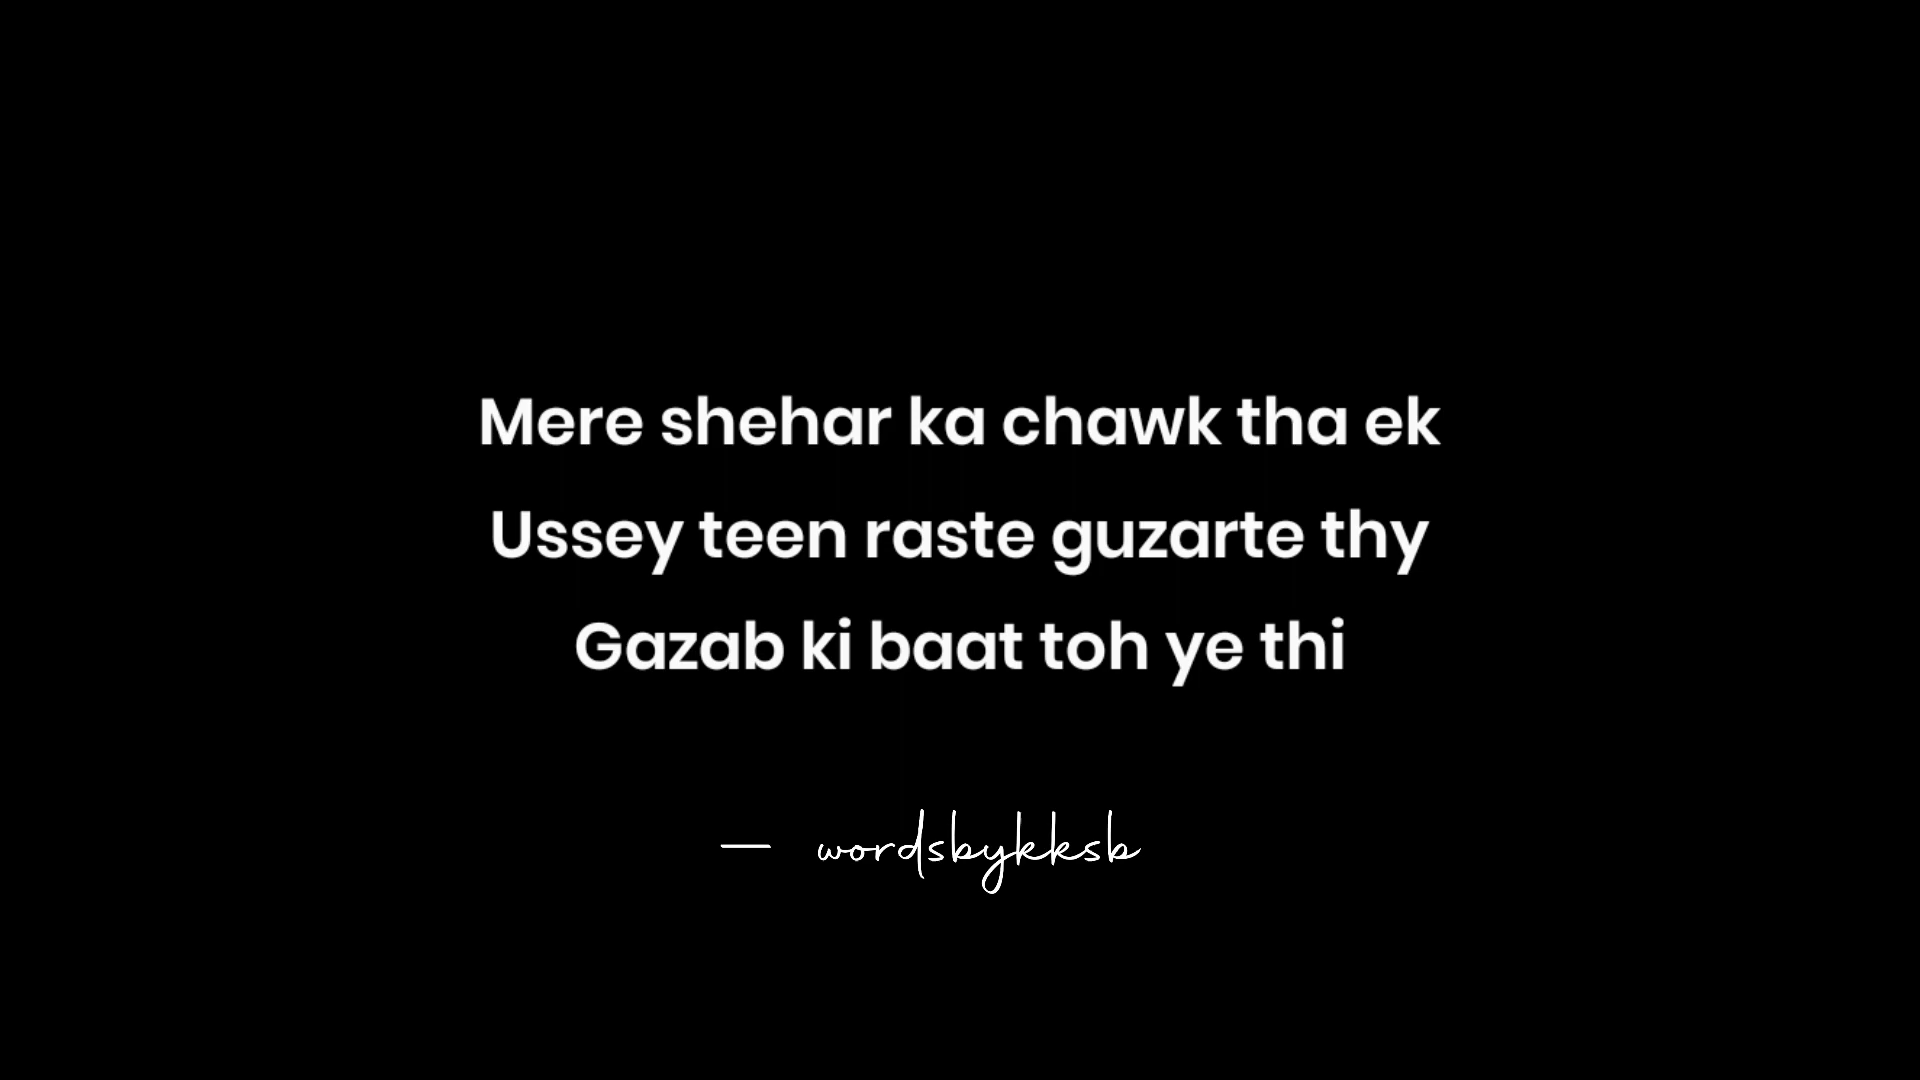 Mere shehar ka chawk tha ek
Ussey teen raste guzarte thy
Gazab ki baat toh ye thi
— wordsbykksb